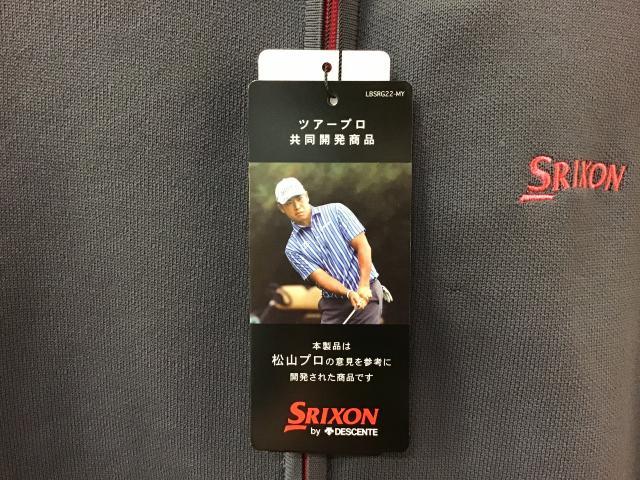 LBSRG22-MY
ツアープロ
共同開発商品
SRIXON
本製品は
松山プロの意見を参考に
開発された商品です
SRIXON
by DESCENTE